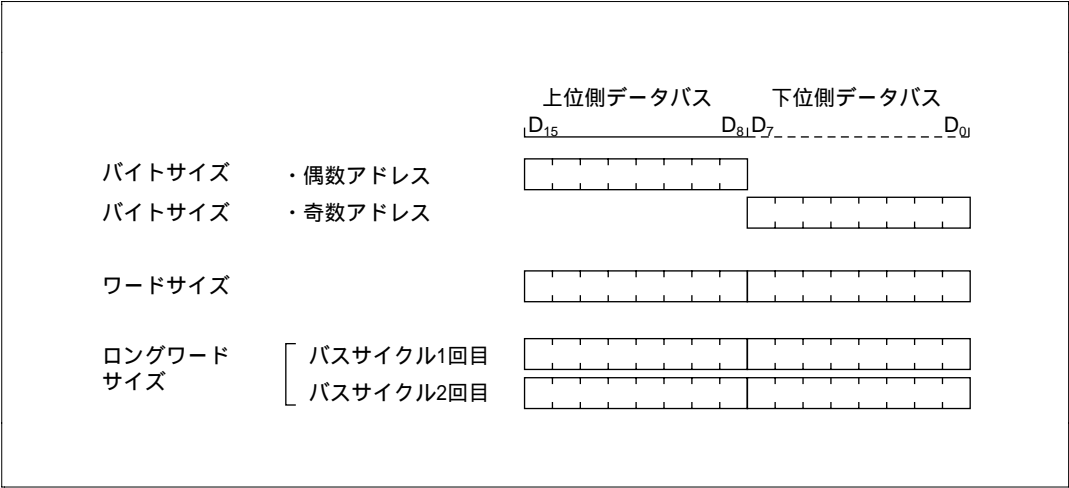 上位側データバス 下位側データバス
D15 D8 D7 D0
バイトサイズ ・偶数アドレス
バイトサイズ ・奇数アドレス
ワードサイズ
ロングワード バスサイクル1回目
サイズ バスサイクル2回目